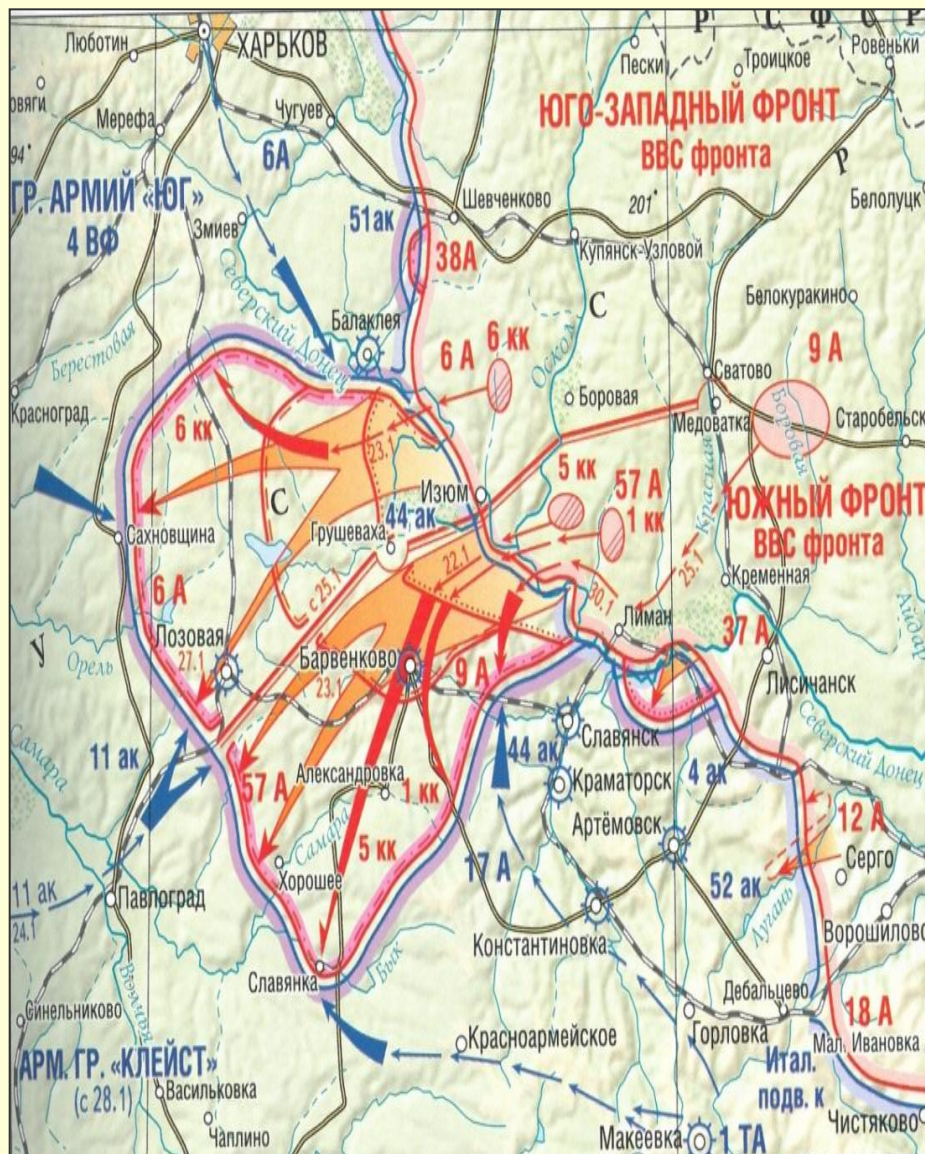 Р С Ф С Р
Люботин
ХАРЬКОВ
Пески
Троицкое
Ровеньки
овяги
Мерефа
Чугуев
ЮГО-ЗАПАДНЫЙ ФРОНТ
ВВС фронта
94°
6А
Р
ГР. АРМИЙ «ЮГ»
4 ВФ
51ак
Шевченково
201°
Белолуцк
Змиев
38А
Купянск-Узловой
Северский Донец
Балаклея
С
Белокуракино
Берестовая
6 А
6 кк
Оскол
9 А
Сватово
Красноград
Боровая
Медоватка
Боровая
Старобельск
6 кк
23.1
5 кк
57 А
Изюм
1 кк
Красная
ЮЖНЫЙ ФРОНТ
ВВС фронта
С
44 ак
Грушеваха
Сахновщина
22.1
25.1
с 25.1
30.1
Кременная
6 А
Лиман
37 А
Айдар
У
Лозовая
27.1
Орель
Барвенково
23.1
9 А
Лисичанск
Славянск
Северский Донец
Самара
11 ак
44 ак
4 ак
57 А
Александровка
1 кк
Краматорск
Артёмовск
12 А
Самара
5 кк
Хорошее
17 А
52 ак
Серго
11 ак
24.1
Павлоград
Лугань
Константиновка
Ворошилово
Славянка
Бык
Дебальцево
Синельниково
Горловка
18 А
Красноармейское
Мал. Ивановка
АРМ. ГР. «КЛЕЙСТ»
(с 28.1)
Итал.
подв. к
Васильковка
Чистяково
Чаплино
Макеевка
1 ТА